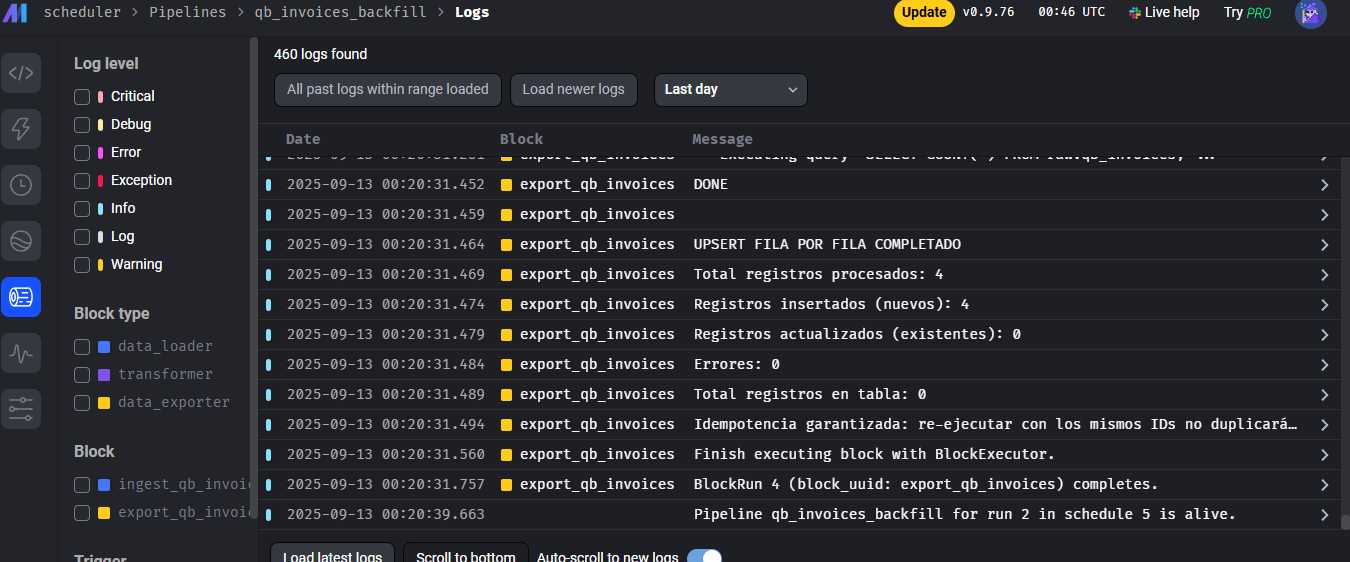 scheduler > Pipelines > qb_invoices_backfill > Logs
Update v0.9.76 00:46 UTC Live help Try PRO
Log level
Critical
Debug
Error
Exception
Info
Log
Warning
Block type
data_loader
transformer
data_exporter
Block
ingest_qb_invoi
export_qb_invoi
Trigger
460 logs found
All past logs within range loaded Load newer logs Last day
Date Block Message
export_qb_invoices
2025-09-13 00:20:31.452 export_qb_invoices DONE
2025-09-13 00:20:31.459 export_qb_invoices
2025-09-13 00:20:31.464 export_qb_invoices UPSERT FILA POR FILA COMPLETADO
2025-09-13 00:20:31.469 export_qb_invoices Total registros procesados: 4
2025-09-13 00:20:31.474 export_qb_invoices Registros insertados (nuevos): 4
2025-09-13 00:20:31.479 export_qb_invoices Registros actualizados (existentes): 0
2025-09-13 00:20:31.484 export_qb_invoices Errores: 0
2025-09-13 00:20:31.489 export_qb_invoices Total registros en tabla: 0
2025-09-13 00:20:31.494 export_qb_invoices Idempotencia garantizada: re-ejecutar con los mismos IDs no duplicará…
2025-09-13 00:20:31.560 export_qb_invoices Finish executing block with BlockExecutor.
2025-09-13 00:20:31.757 export_qb_invoices BlockRun 4 (block_uuid: export_qb_invoices) completes.
2025-09-13 00:20:39.663 Pipeline qb_invoices_backfill for run 2 in schedule 5 is alive.
Load latest logs Scroll to bottom Auto-scroll to new logs